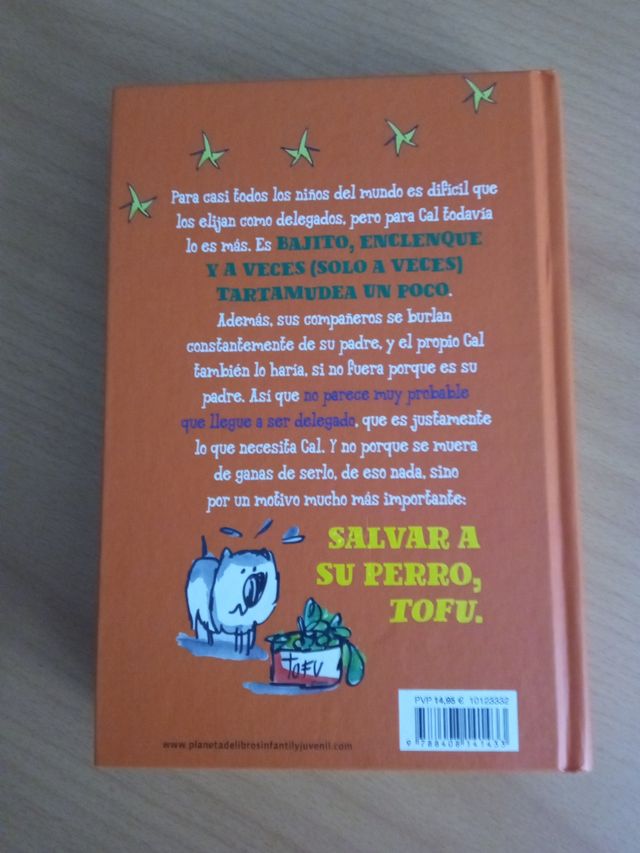 Para casi todos los niños del mundo es difícil que
los elijan como delegados, pero para Cal todavía
lo es más. Es BAJITO, ENCLENQUE
Y A VECES (SOLO A VECES)
TARTAMUDEA UN POCO.
Además, sus compañeros se burlan
constantemente de su padre, y el propio Cal
también lo haría, si no fuera porque es su
padre. Así que no parece muy probable
que llegue a ser delegado, que es justamente
lo que necesita Cal. Y no porque se muera
de ganas de serlo, de eso nada, sino
por un motivo mucho más importante:
SALVAR A
SU PERRO,
TOFU.
TOFU
PVP 14,95 € 10123332
9 788408 141433
www.planetadelibrosinfantilyjuvenil.com